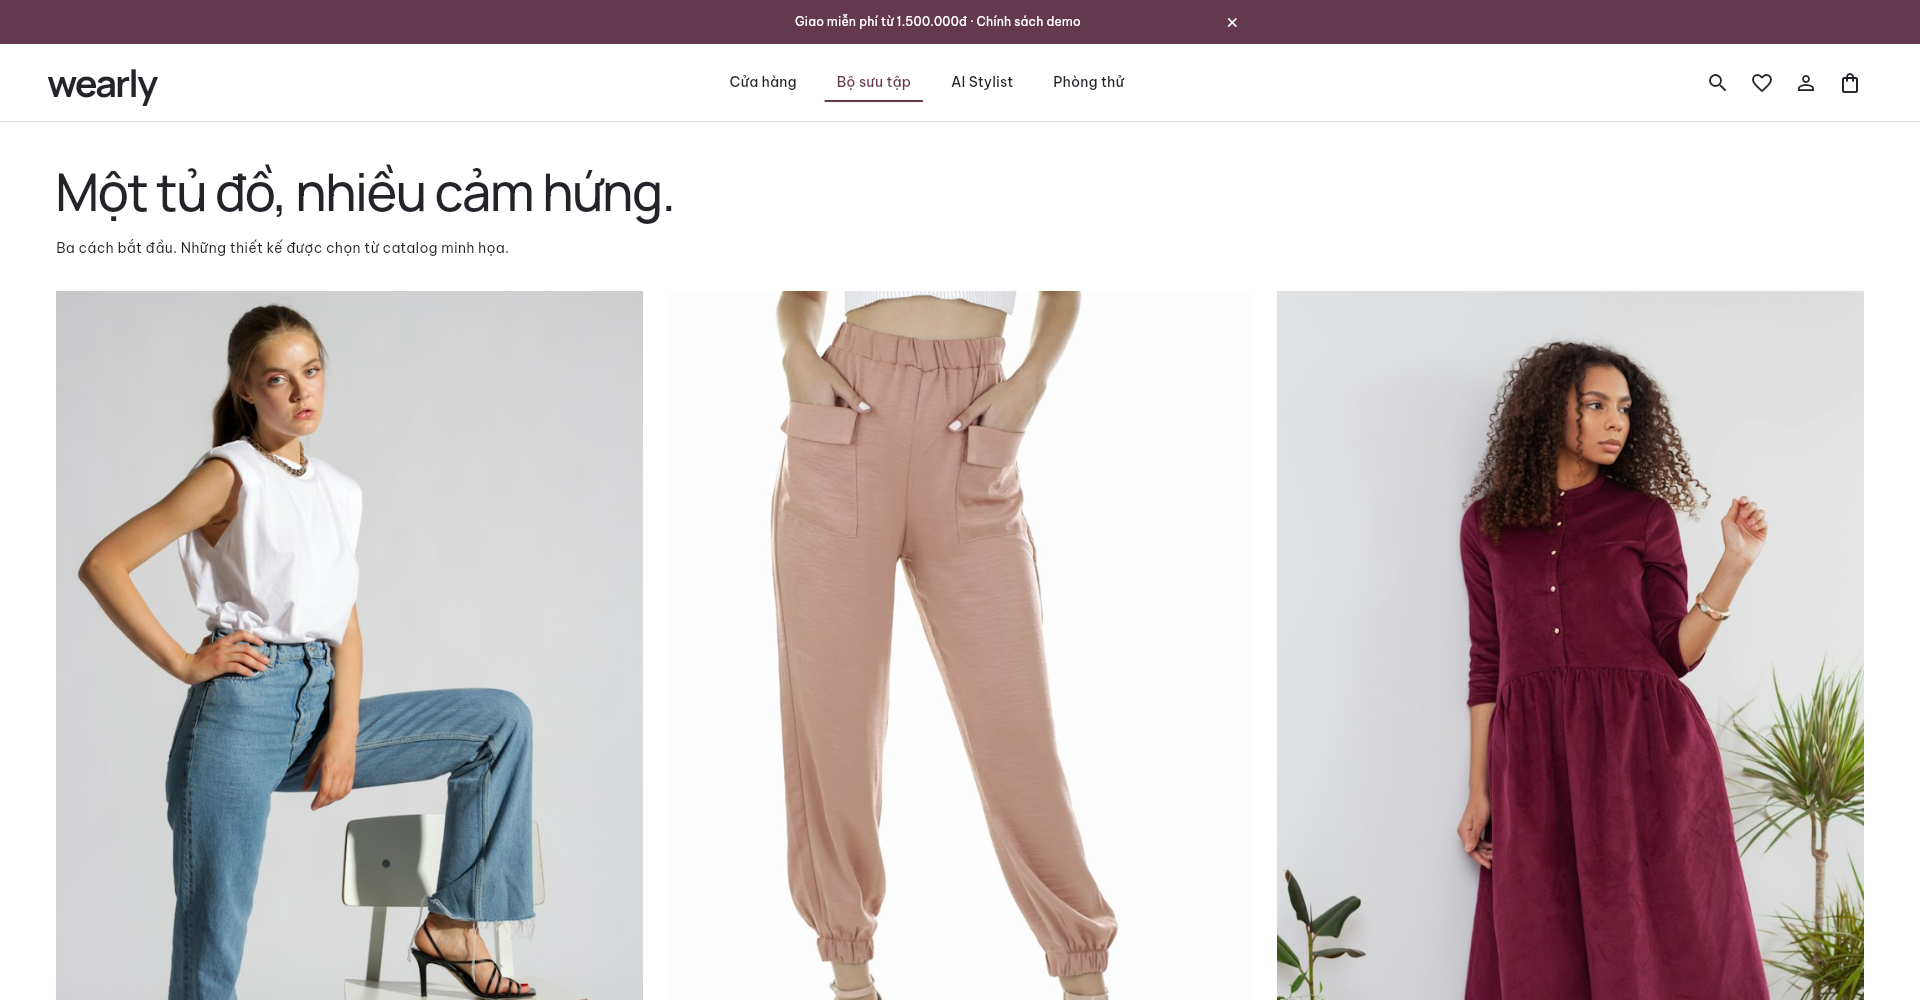 Giao miễn phí từ 1.500.000đ · Chính sách demo
wearly
Cửa hàng
Bộ sưu tập
AI Stylist
Phòng thử
Một tủ đồ, nhiều cảm hứng.
Ba cách bắt đầu. Những thiết kế được chọn từ catalog minh họa.